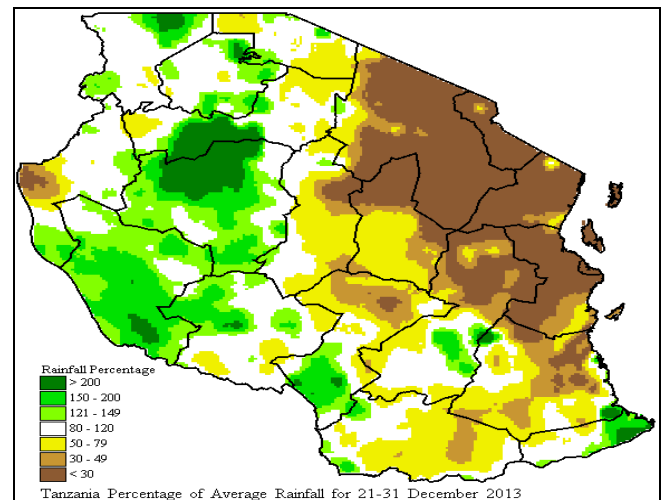 Rainfall Percentage
> 200
150 - 200
121 - 149
80 - 120
50 - 79
30 - 49
< 30
Tanzania Percentage of Average Rainfall for 21-31 December 2013